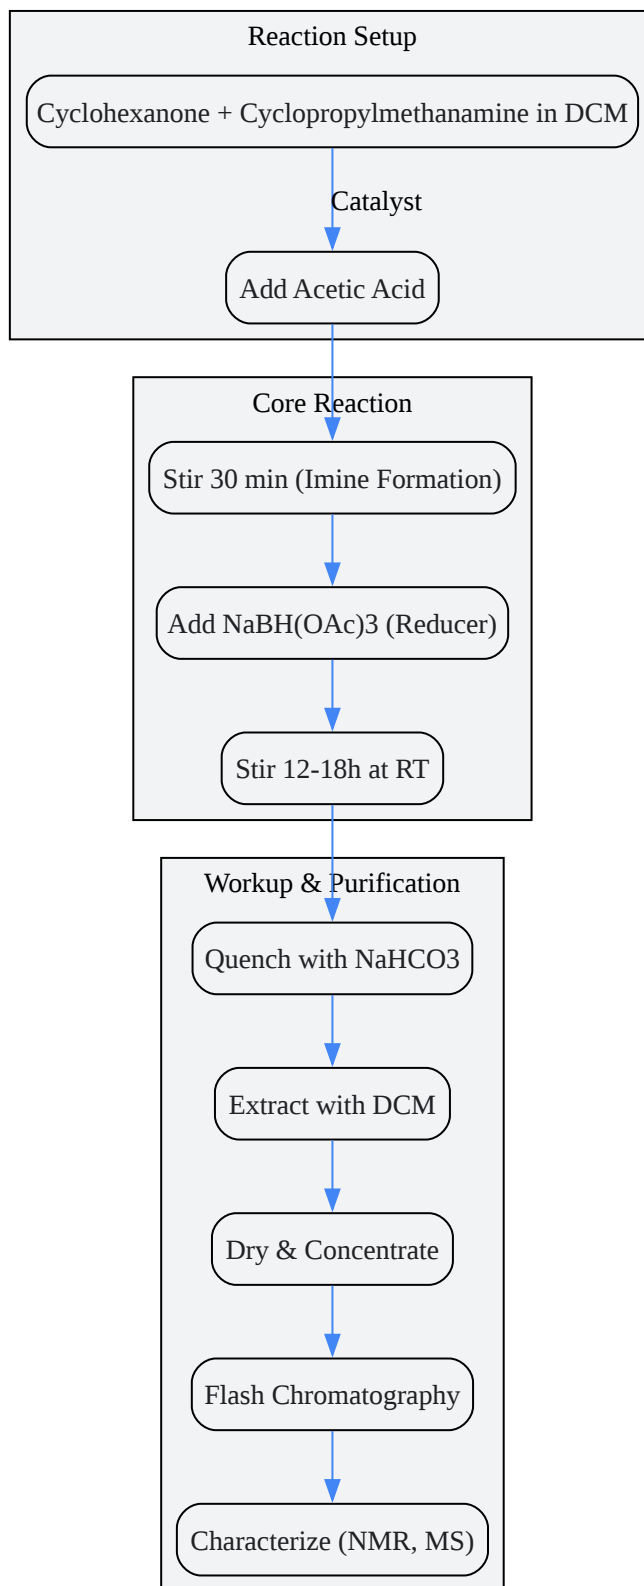 Reaction Setup
Cyclohexanone + Cyclopropylmethanamine in DCM
Catalyst
Add Acetic Acid
Core Reaction
Stir 30 min (Imine Formation)
Add NaBH(OAc)3 (Reducer)
Stir 12-18h at RT
Workup & Purification
Quench with NaHCO3
Extract with DCM
Dry & Concentrate
Flash Chromatography
Characterize (NMR, MS)